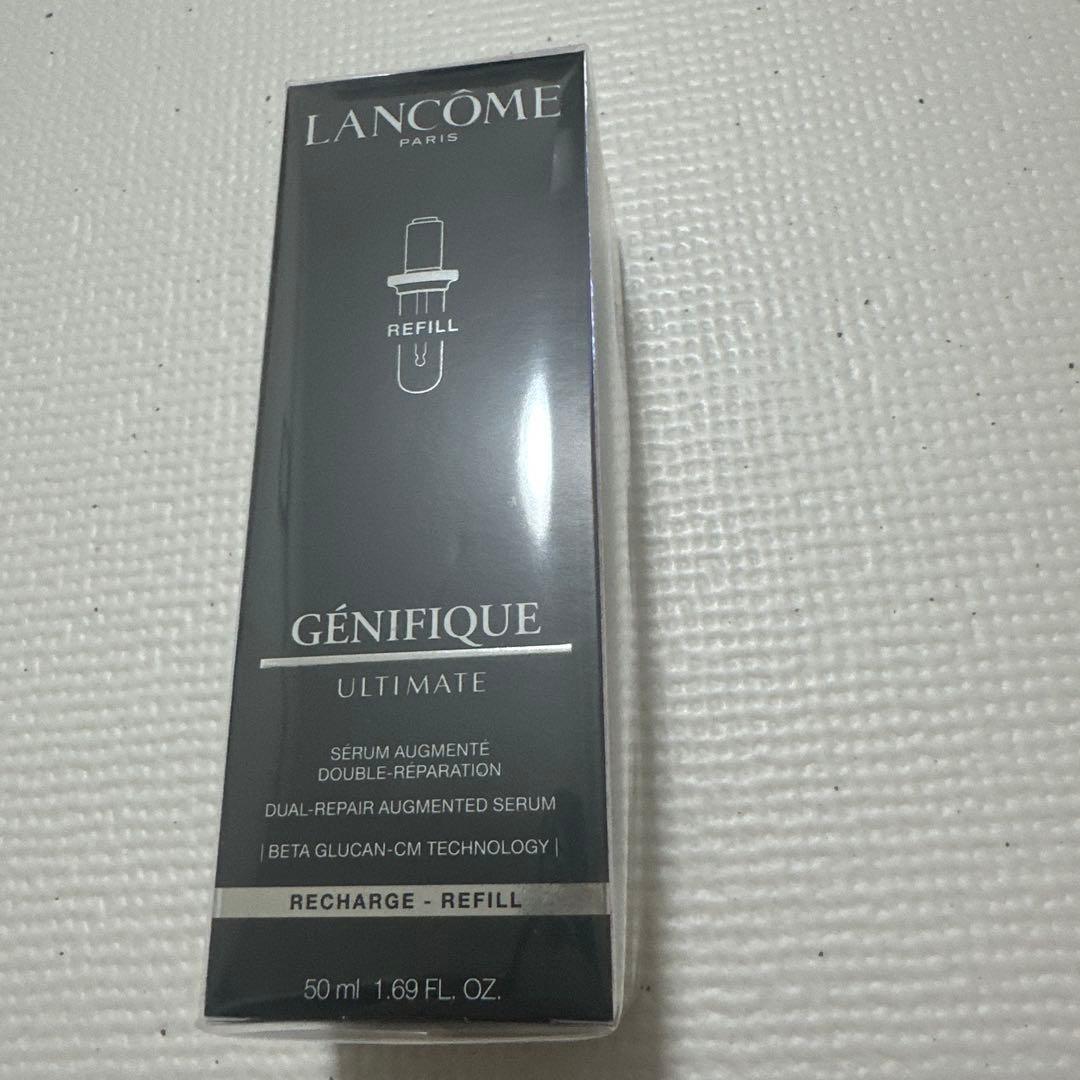 LANCÔME
PARIS
REFILL
GÉNIFIQUE
ULTIMATE
SÉRUM AUGMENTÉ
DOUBLE-RÉPARATION
DUAL-REPAIR AUGMENTED SERUM
| BETA GLUCAN-CM TECHNOLOGY |
RECHARGE - REFILL
50 ml 1.69 FL. OZ.